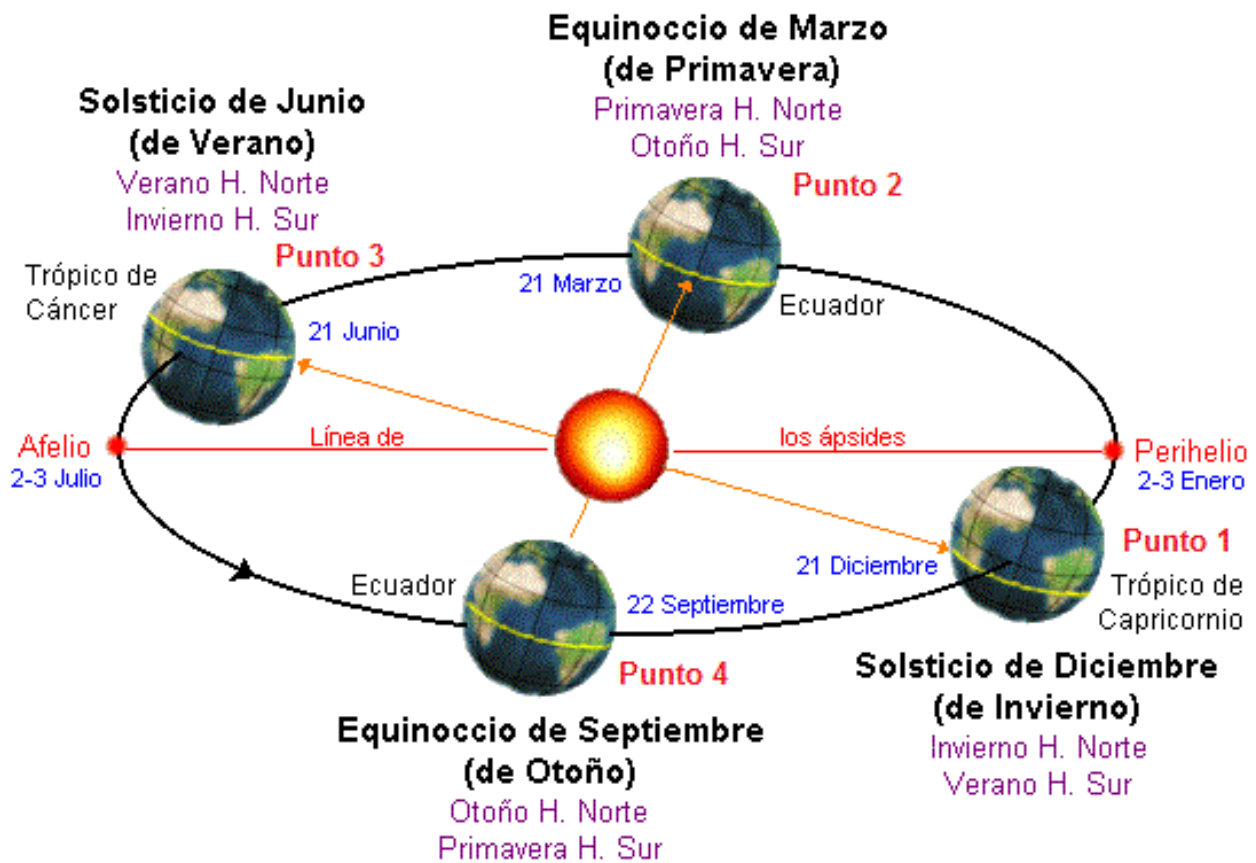 Equinoccio de Marzo
(de Primavera)
Primavera H. Norte
Otoño H. Sur
Punto 2
Solsticio de Junio
(de Verano)
Verano H. Norte
Invierno H. Sur
Punto 3
Trópico de
Cáncer
21 Junio
21 Marzo
Ecuador
Afelio
2-3 Julio
Línea de
los ápsides
Perihelio
2-3 Enero
Punto 1
21 Diciembre
Trópico de
Capricornio
Ecuador
22 Septiembre
Punto 4
Solsticio de Diciembre
(de Invierno)
Invierno H. Norte
Verano H. Sur
Equinoccio de Septiembre
(de Otoño)
Otoño H. Norte
Primavera H. Sur